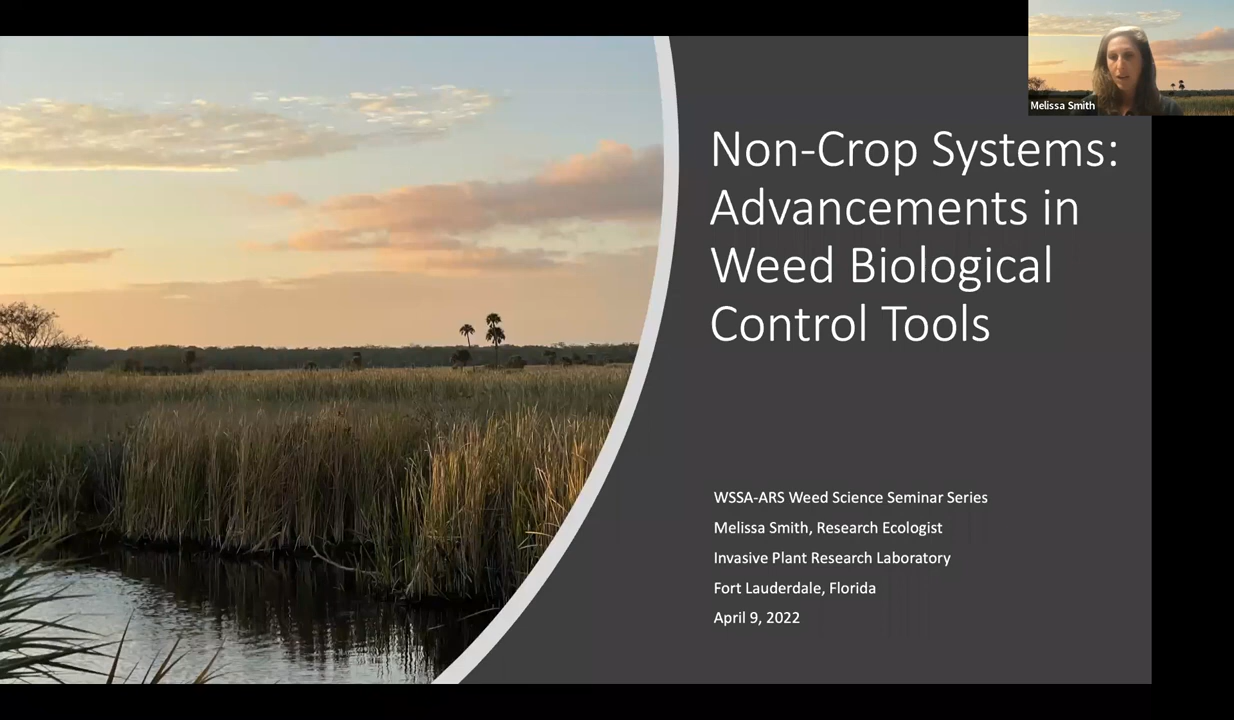 Melissa Smith
Non-Crop Systems:
Advancements in
Weed Biological
Control Tools
WSSA-ARS Weed Science Seminar Series
Melissa Smith, Research Ecologist
Invasive Plant Research Laboratory
Fort Lauderdale, Florida
April 9, 2022